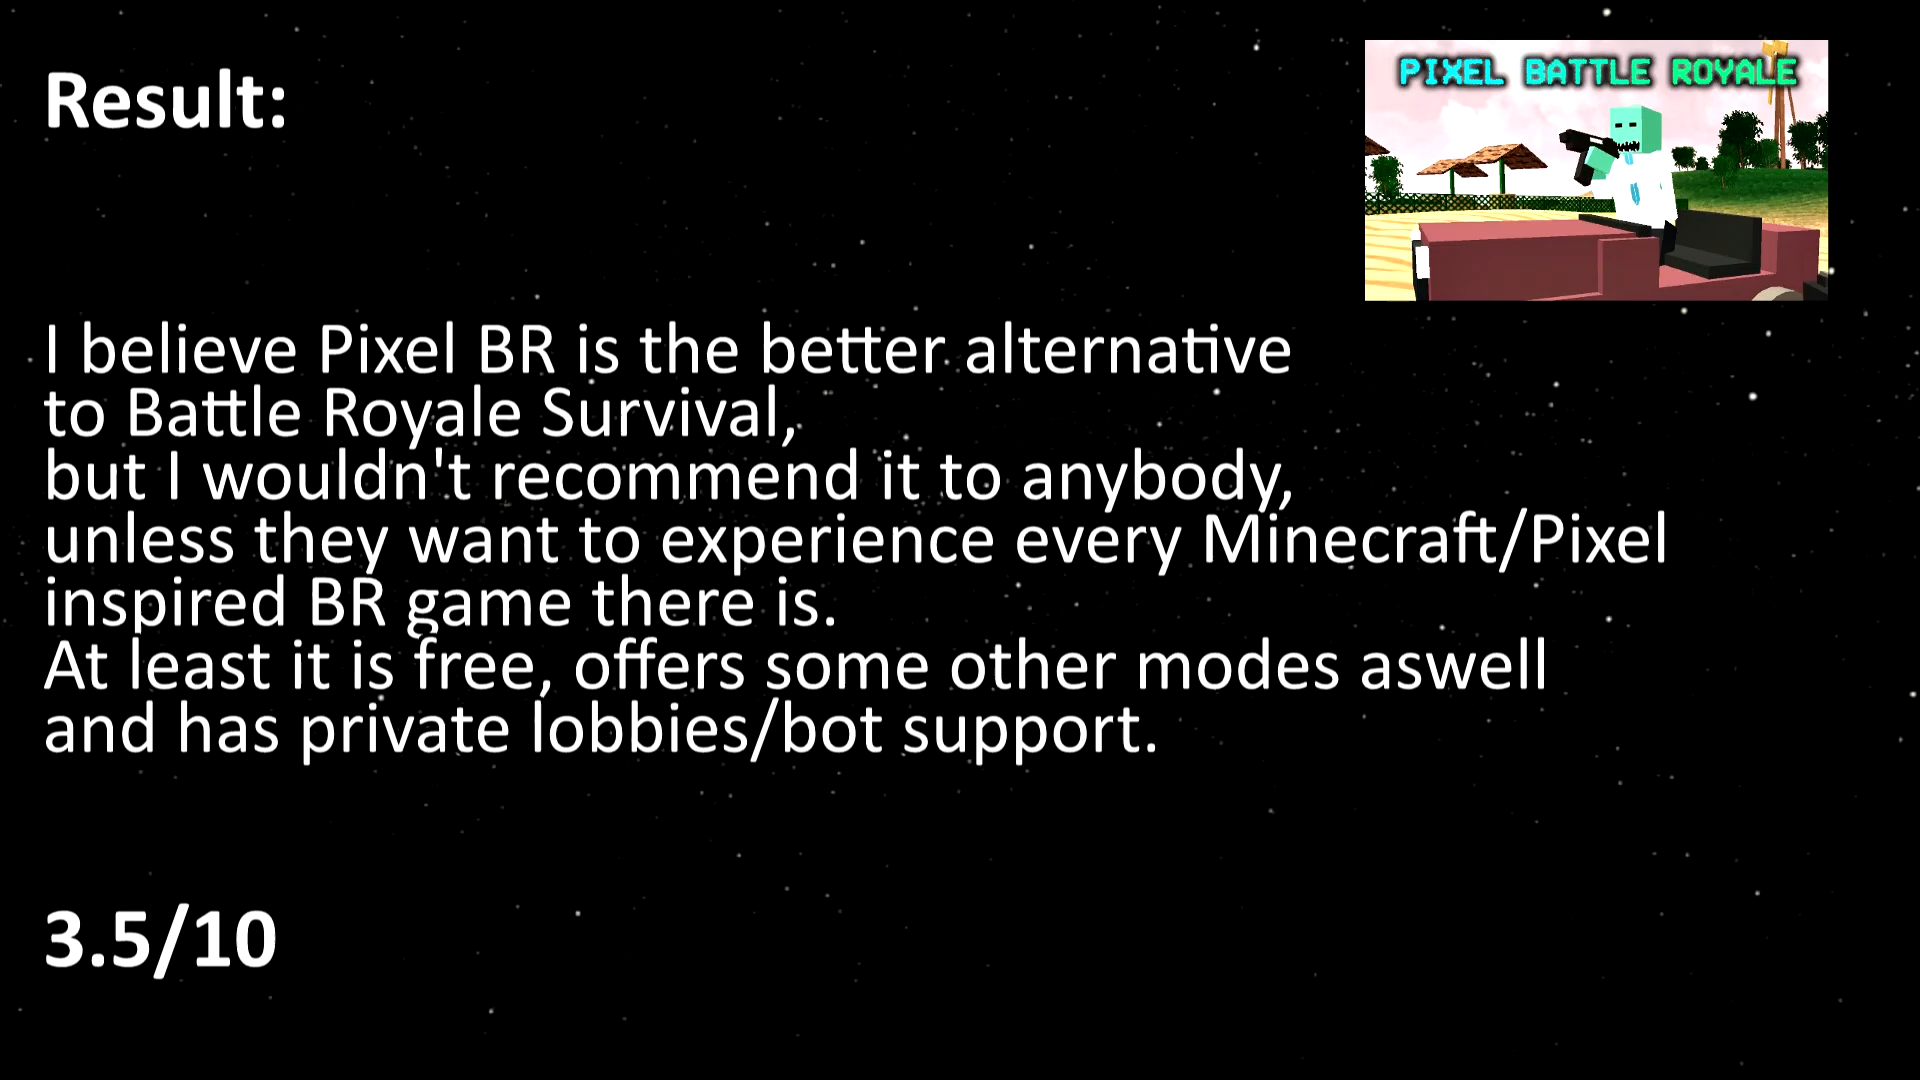 Result:
PIXEL BATTLE ROYALE
I believe Pixel BR is the better alternative
to Battle Royale Survival,
but I wouldn't recommend it to anybody,
unless they want to experience every Minecraft/Pixel
inspired BR game there is.
At least it is free, offers some other modes aswell
and has private lobbies/bot support.
3.5/10